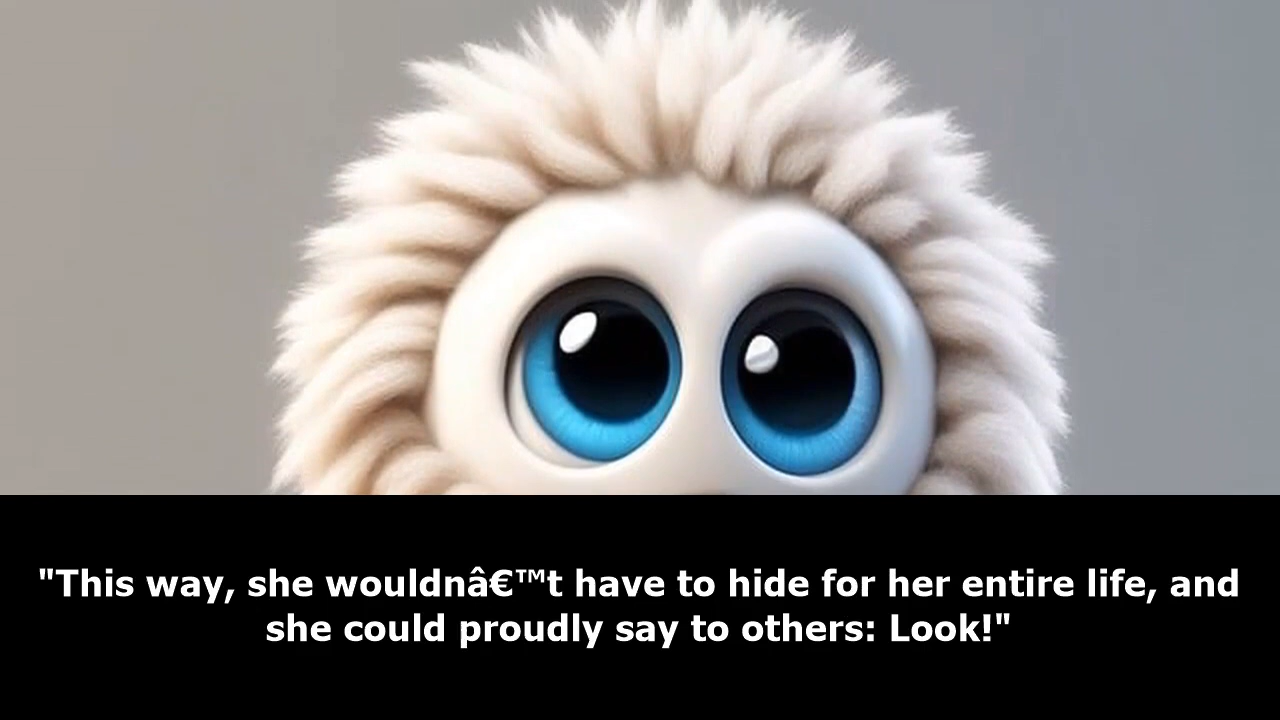 "This way, she wouldnâ€™t have to hide for her entire life, and
she could proudly say to others: Look!"